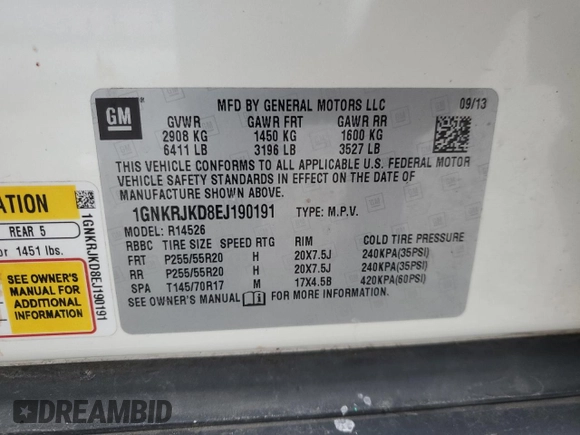 GM
MFD BY GENERAL MOTORS LLC 09/13
GVWR GAWR FRT GAWR RR
2908 KG 1450 KG 1600 KG
6411 LB 3196 LB 3527 LB
THIS VEHICLE CONFORMS TO ALL APPLICABLE U.S. FEDERAL MOTOR
VEHICLE SAFETY STANDARDS IN EFFECT ON THE DATE OF
MANUFACTURE SHOWN ABOVE.
1GNKRJKD8EJ190191 TYPE: M.P.V.
MODEL: R14526
RBBC TIRE SIZE SPEED RTG RIM COLD TIRE PRESSURE
FRT P255/55R20 H 20X7.5J 240KPA(35PSI)
RR P255/55R20 H 20X7.5J 240KPA(35PSI)
SPA T145/70R17 M 17X4.5B 420KPA(60PSI)
SEE OWNER'S MANUAL i FOR MORE INFORMATION.
ATION
REAR 5
or 1451 lbs.
SEE OWNER'S
MANUAL FOR
ADDITIONAL
INFORMATION
1GNKRJKD8EJ190191
DREAMBID